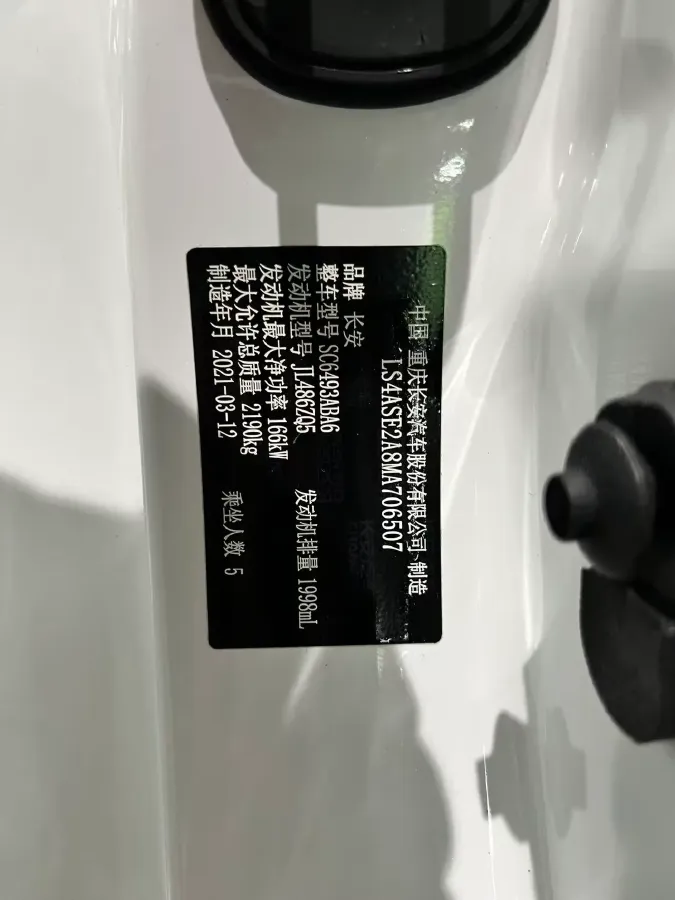 中国 重庆长安汽车股份有限公司 制造
LS4ASE2A8MA706507
品牌 长安
整车型号 SC6493ABA6
发动机型号 JL486ZQ5 发动机排量 1998mL
发动机最大净功率 166kW
最大允许总质量 2190kg
制造年月 2021-03-12 乘坐人数 5